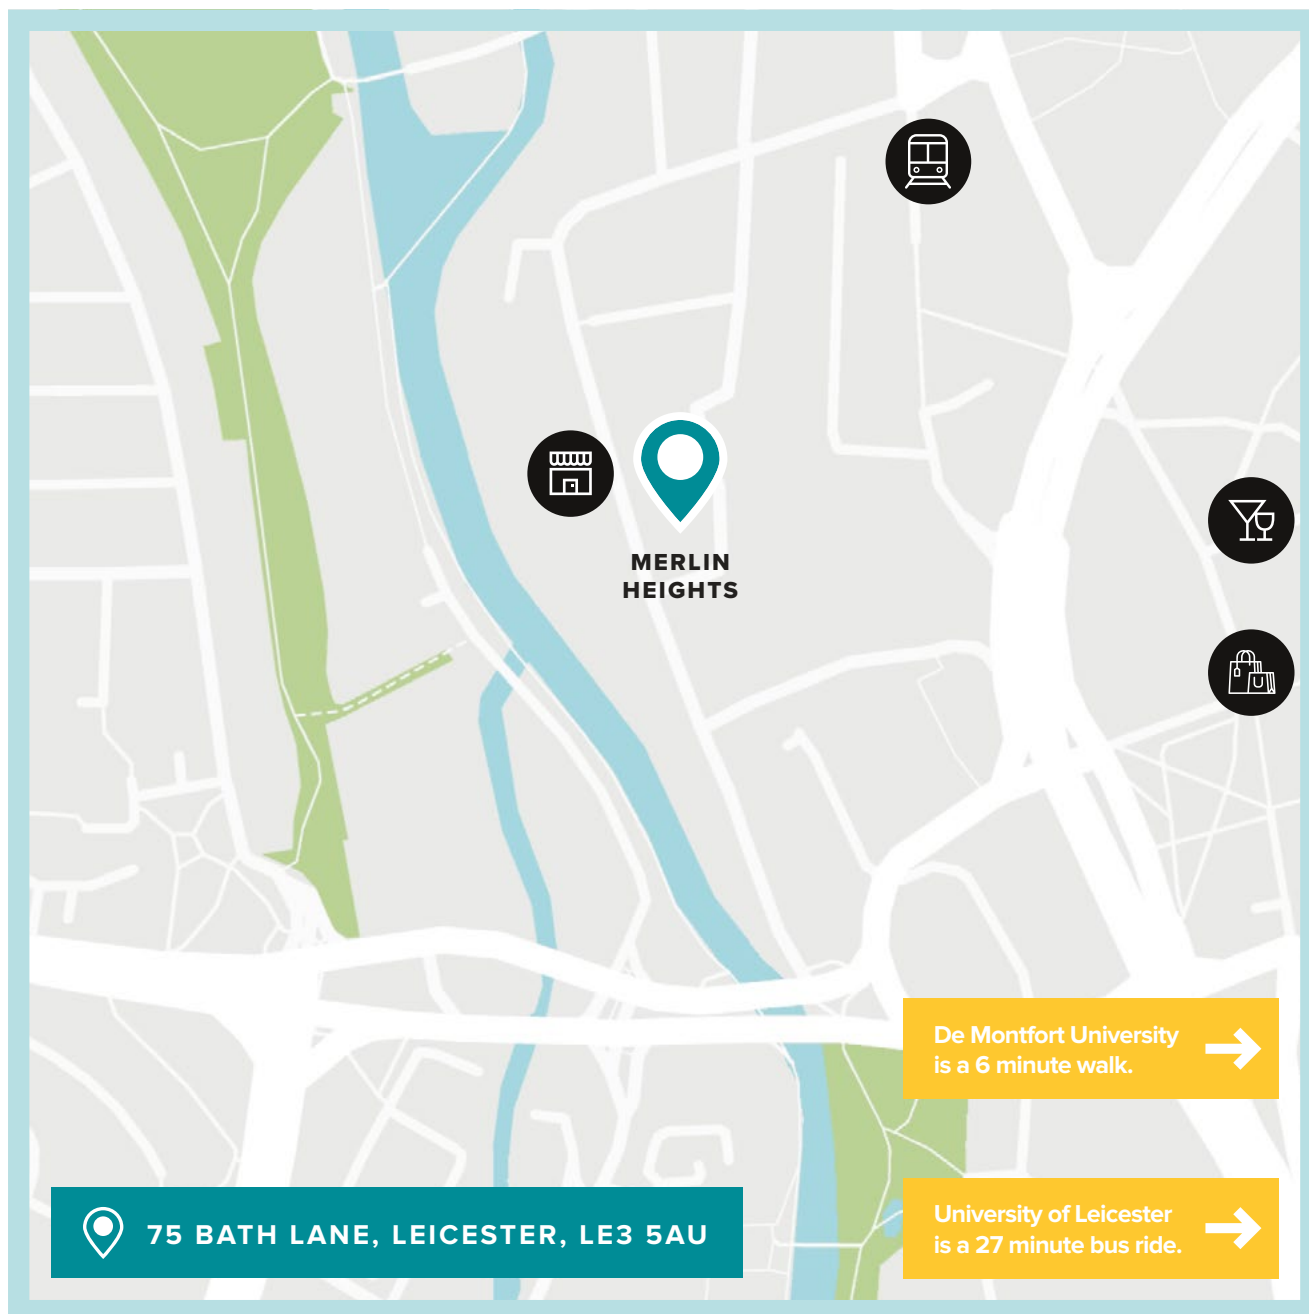 MERLIN
HEIGHTS
De Montfort University
is a 6 minute walk.
75 BATH LANE, LEICESTER, LE3 5AU
University of Leicester
is a 27 minute bus ride.